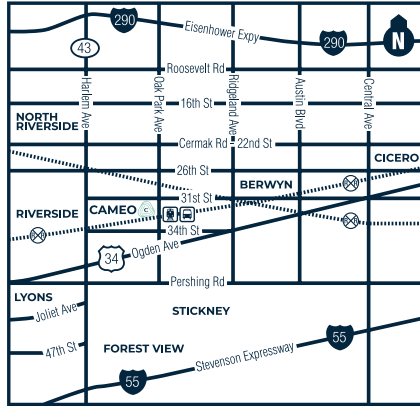 290
Eisenhower Expy
290
N
43
Roosevelt Rd
Harlem Ave
Oak Park Ave
Ridgeland Ave
Austin Blvd
Central Ave
16th St
NORTH
RIVERSIDE
Cermak Rd - 22nd St
CICERO
26th St
BERWYN
31st St
CAMEO
RIVERSIDE
34th St
Ogden Ave
34
Pershing Rd
LYONS
Joliet Ave
STICKNEY
47th St
FOREST VIEW
Stevenson Expressway
55
55